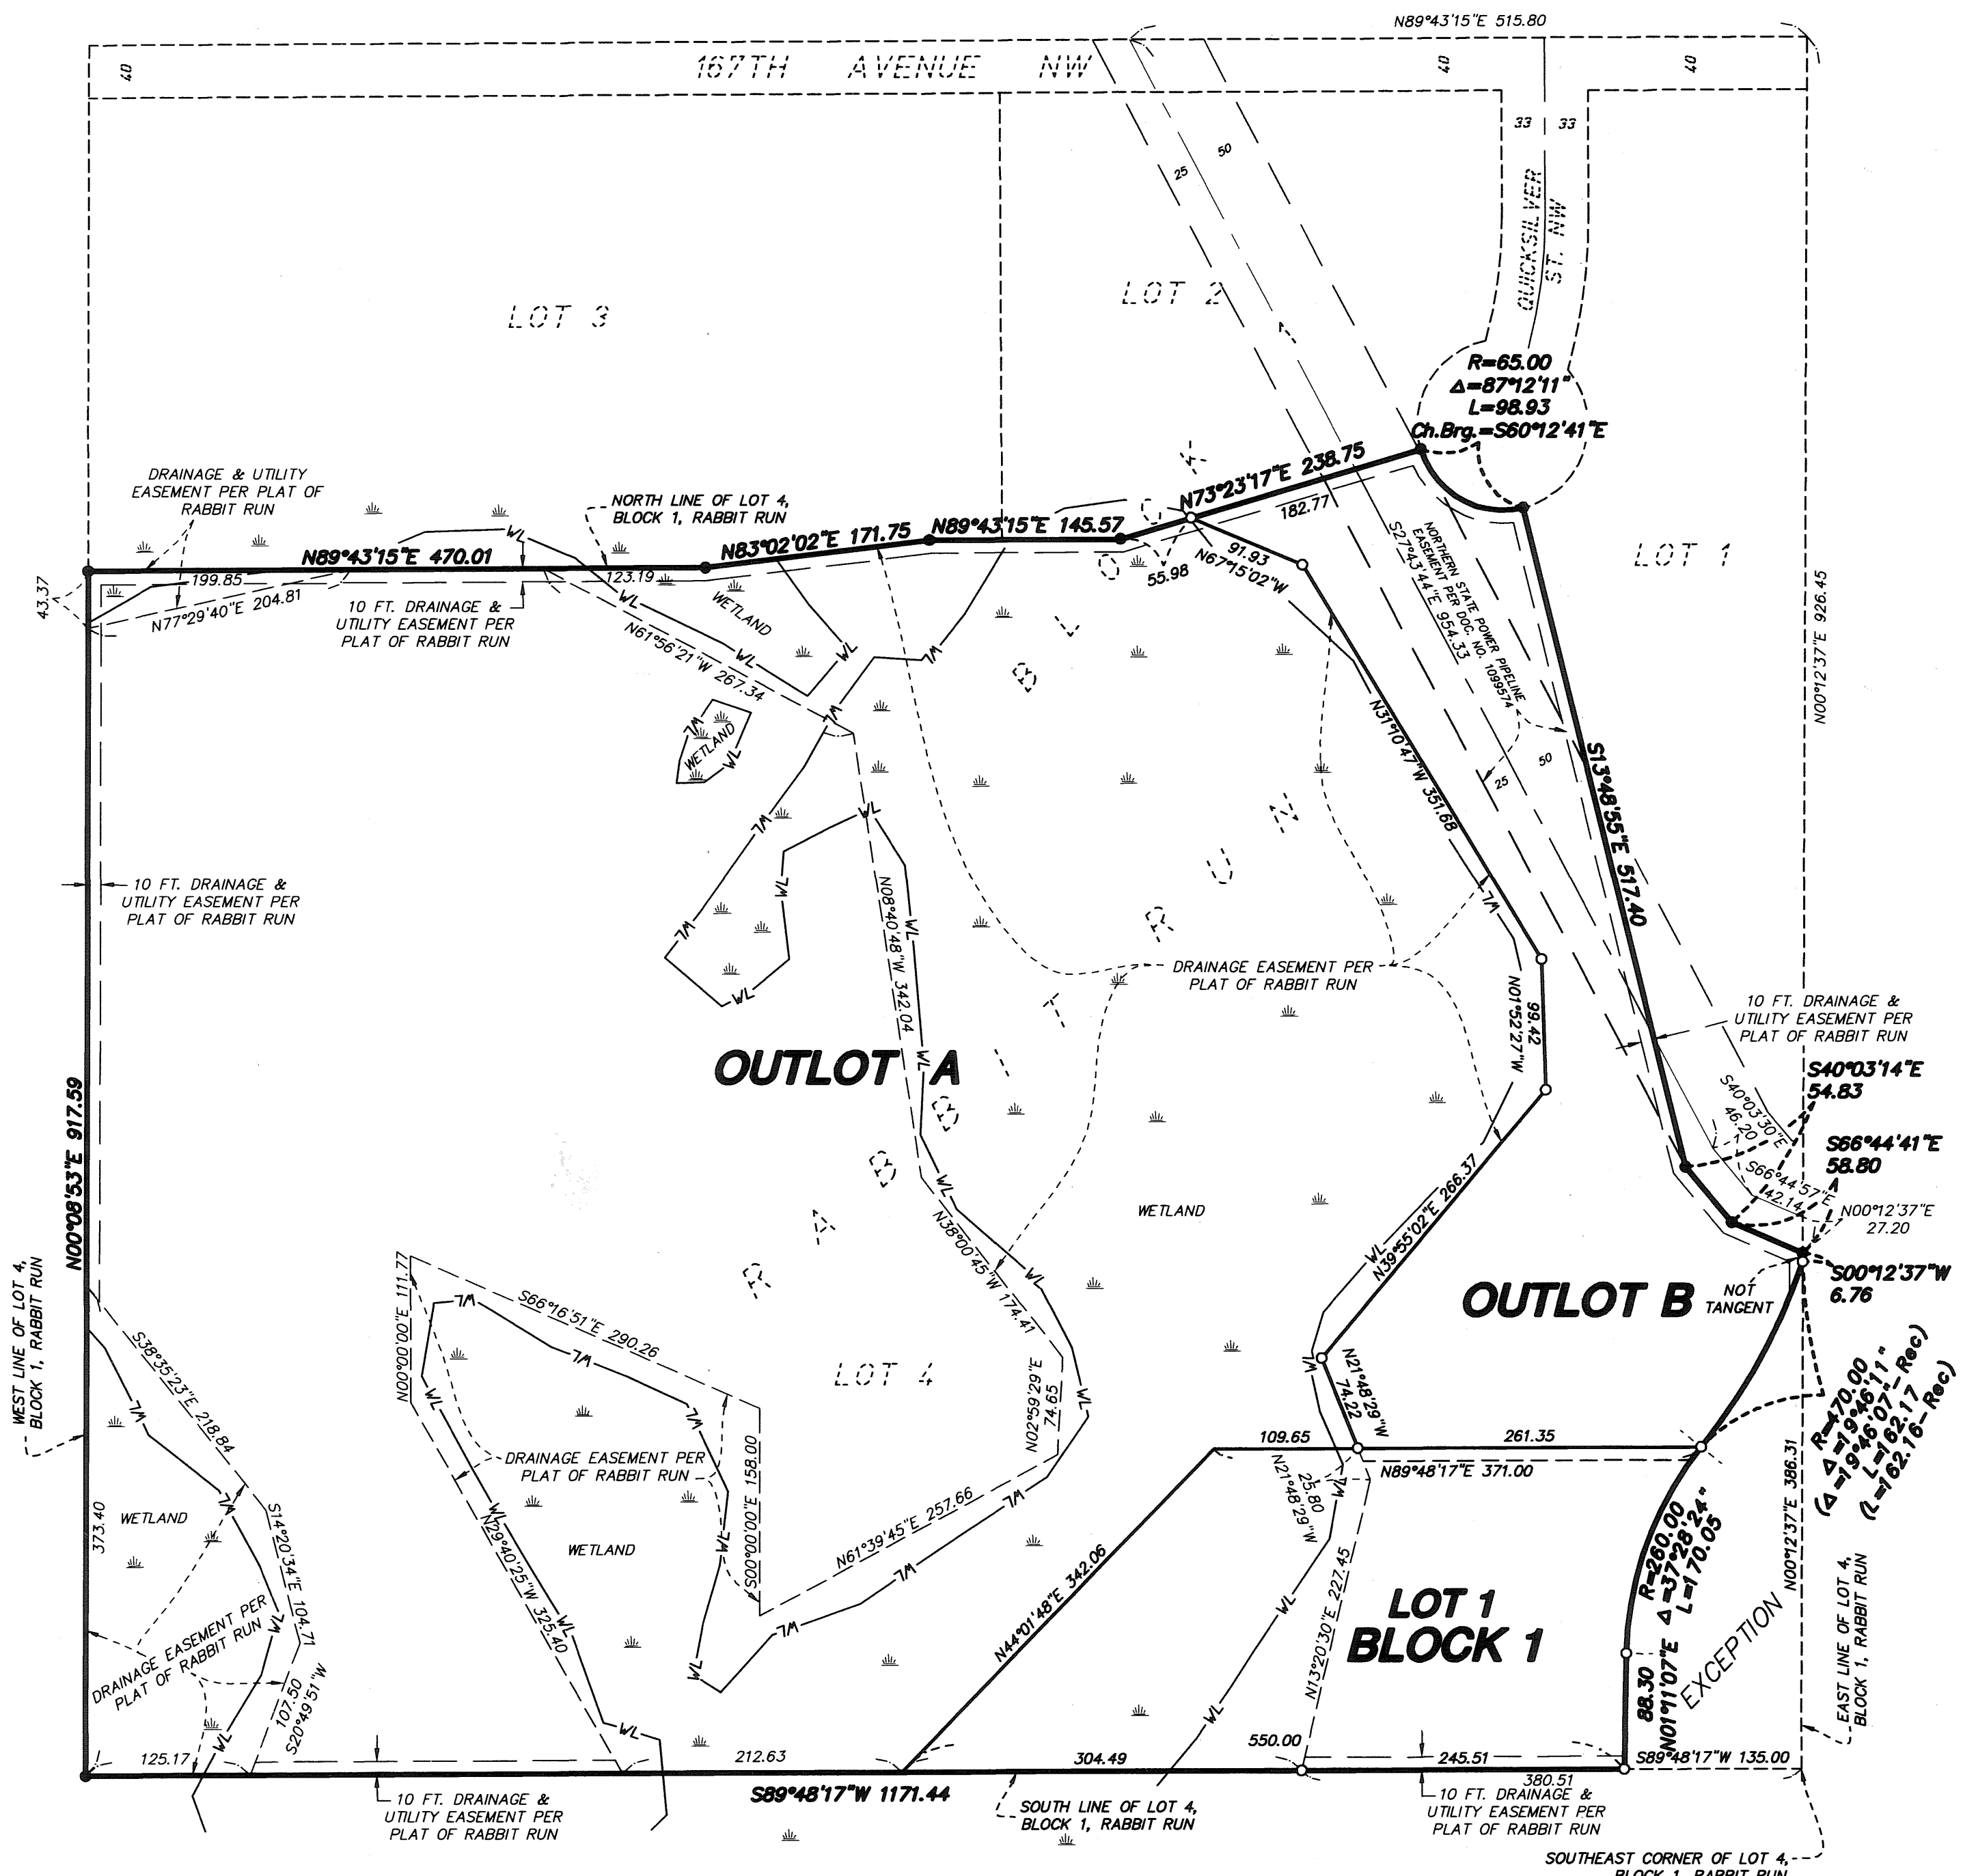 N89°43'15"E 515.80
40
167TH AVENUE NW
40
40
33 33
50
25
QUICKSILVER
ST. NW
LOT 3
LOT 2
R=65.00
Δ=87°12'11"
L=98.93
Ch.Brg.=S60°12'41"E
DRAINAGE & UTILITY
EASEMENT PER PLAT OF
RABBIT RUN
NORTH LINE OF LOT 4,
BLOCK 1, RABBIT RUN
N89°43'15"E 470.01
N83°02'02"E 171.75
N89°43'15"E 145.57
N73°23'17"E 238.75
182.77
LOT 1
43.37
199.85
N77°29'40"E 204.81
123.19
10 FT. DRAINAGE &
UTILITY EASEMENT PER
PLAT OF RABBIT RUN
WETLAND
N61°56'21"W 267.34
55.98
91.93
N67°15'02"W
NORTHERN STATE POWER PIPELINE
EASEMENT PER DOC. NO. 1099574
S27°43'44"E 954.33
N00°12'37"E 926.45
WETLAND
N31°10'47"W 351.68
25
50
S13°48'55"E 517.40
BLOCK 1
RABBIT RUN
10 FT. DRAINAGE &
UTILITY EASEMENT PER
PLAT OF RABBIT RUN
N08°40'48"W 342.04
DRAINAGE EASEMENT PER
PLAT OF RABBIT RUN
N01°52'27"W
99.42
10 FT. DRAINAGE &
UTILITY EASEMENT PER
PLAT OF RABBIT RUN
OUTLOT A
S40°03'14"E
54.83
S40°03'30"E
46.20
S66°44'41"E
58.80
S66°44'57"E
42.14
N00°12'37"E
27.20
N00°08'53"E 917.59
WETLAND
N39°55'02"E 266.37
N38°00'45"W 174.41
OUTLOT B
NOT
TANGENT
S00°12'37"W
6.76
WEST LINE OF LOT 4,
BLOCK 1, RABBIT RUN
N00°00'00"E 111.77
S66°16'51"E 290.26
S38°35'23"E 218.84
LOT 4
N02°59'29"E
74.65
N21°48'29"W
74.22
R=470.00
Δ=19°46'11"
(Δ=19°46'07"-Rec)
L=162.17
(L=162.16-Rec)
109.65
261.35
N89°48'17"E 371.00
25.80
N21°48'29"W
DRAINAGE EASEMENT PER
PLAT OF RABBIT RUN
S00°00'00"E 158.00
N61°39'45"E 257.66
N00°12'37"E 386.31
373.40
WETLAND
S14°20'34"E 104.71
N29°40'25"W 325.40
WETLAND
N44°01'48"E 342.06
N13°20'30"E 227.45
LOT 1
BLOCK 1
R=260.00
Δ=37°28'24"
L=170.05
EXCEPTION
EAST LINE OF LOT 4,
BLOCK 1, RABBIT RUN
DRAINAGE EASEMENT PER
PLAT OF RABBIT RUN
107.50
S20°49'51"W
88.30
N01°11'07"E
125.17
212.63
304.49
550.00
245.51
S89°48'17"W 135.00
380.51
S89°48'17"W 1171.44
10 FT. DRAINAGE &
UTILITY EASEMENT PER
PLAT OF RABBIT RUN
SOUTH LINE OF LOT 4,
BLOCK 1, RABBIT RUN
10 FT. DRAINAGE &
UTILITY EASEMENT PER
PLAT OF RABBIT RUN
SOUTHEAST CORNER OF LOT 4,
BLOCK 1, RABBIT RUN